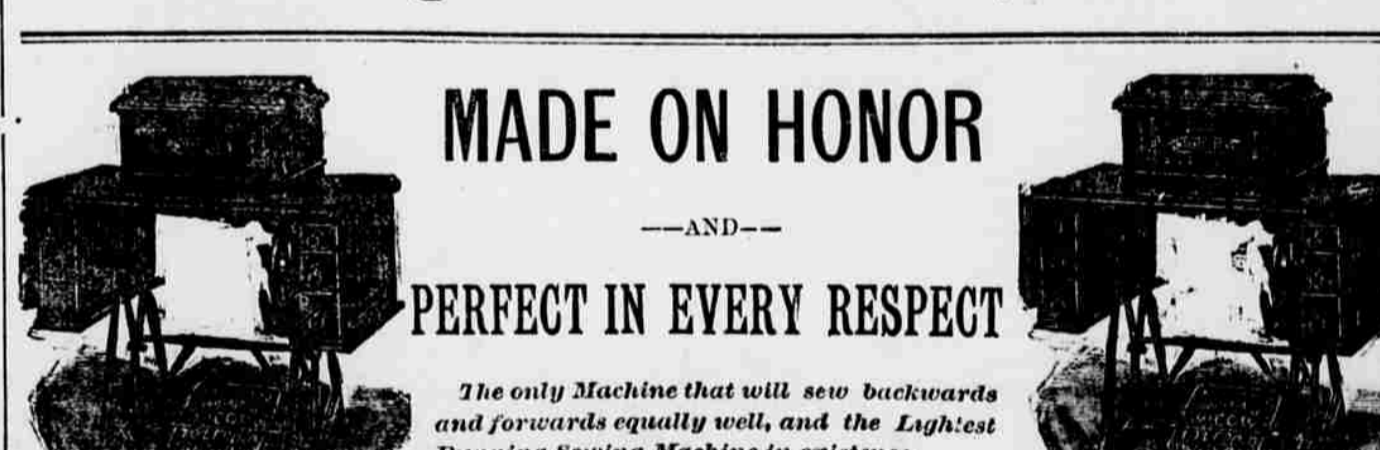 MADE ON HONOR
——AND——
PERFECT IN EVERY RESPECT
The only Machine that will sew backwards
and forwards equally well, and the Lightest